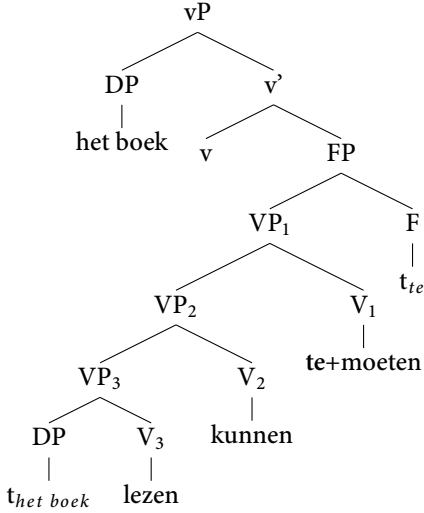 vP
DP v’
het boek
v FP
VP₁ F
t_te
VP₂ V₁
te+moeten
VP₃ V₂
kunnen
DP V₃
t_het boek lezen